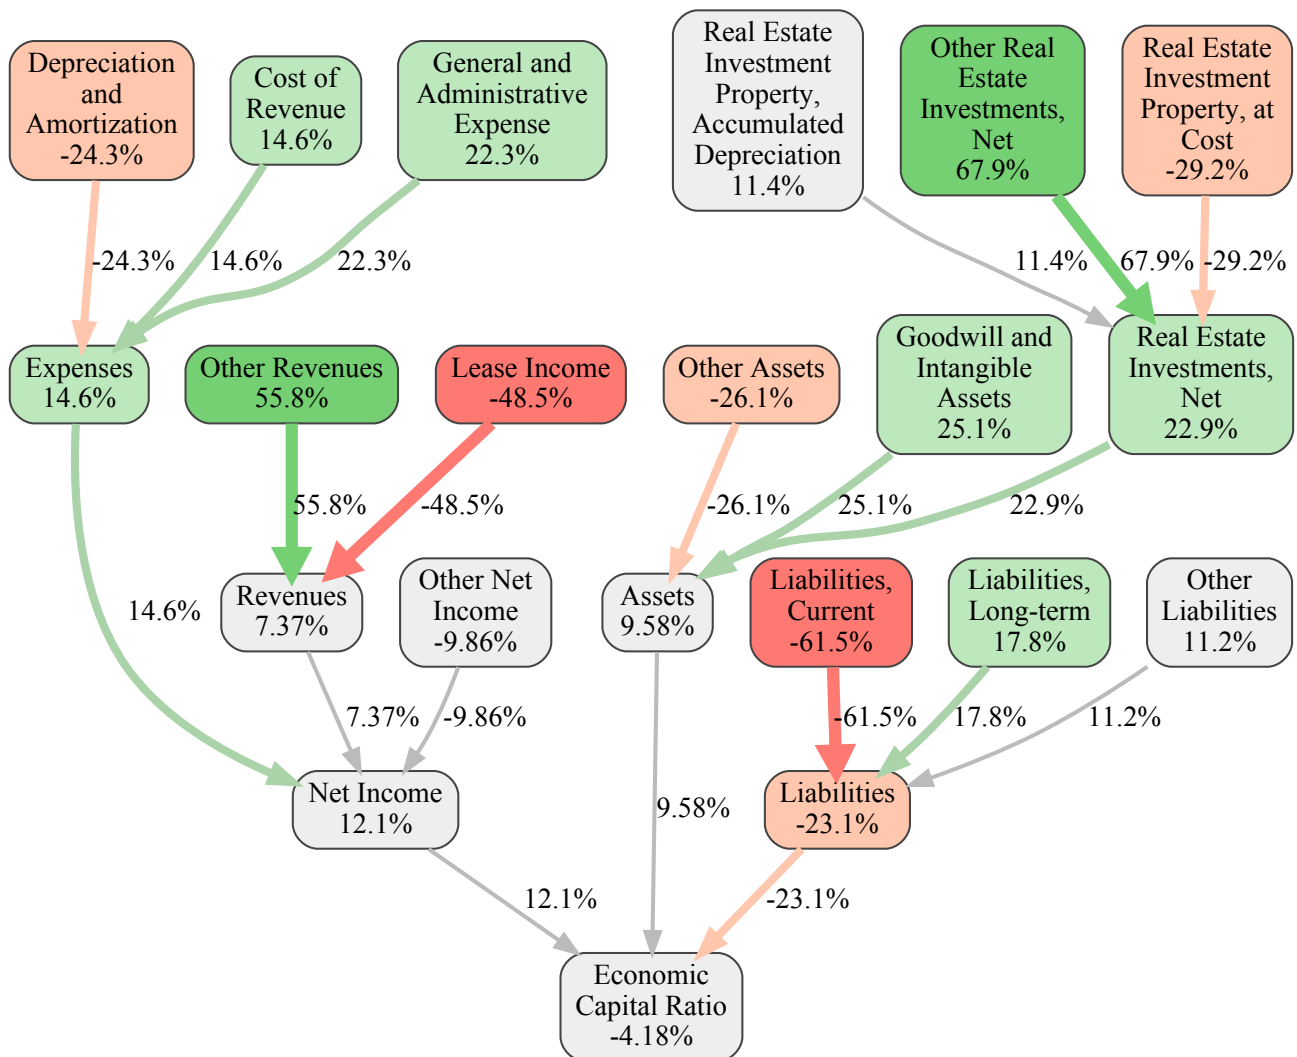 Depreciation
and
Amortization
-24.3%
Cost of
Revenue
14.6%
General and
Administrative
Expense
22.3%
Real Estate
Investment
Property,
Accumulated
Depreciation
11.4%
Other Real
Estate
Investments,
Net
67.9%
Real Estate
Investment
Property, at
Cost
-29.2%
-24.3%
14.6%
22.3%
11.4%
67.9%
-29.2%
Expenses
14.6%
Other Revenues
55.8%
Lease Income
-48.5%
Other Assets
-26.1%
Goodwill and
Intangible
Assets
25.1%
Real Estate
Investments,
Net
22.9%
55.8%
-48.5%
-26.1%
25.1%
22.9%
14.6%
Revenues
7.37%
Other Net
Income
-9.86%
Assets
9.58%
Liabilities,
Current
-61.5%
Liabilities,
Long-term
17.8%
Other
Liabilities
11.2%
7.37%
-9.86%
-61.5%
17.8%
11.2%
Net Income
12.1%
9.58%
Liabilities
-23.1%
12.1%
-23.1%
Economic
Capital Ratio
-4.18%